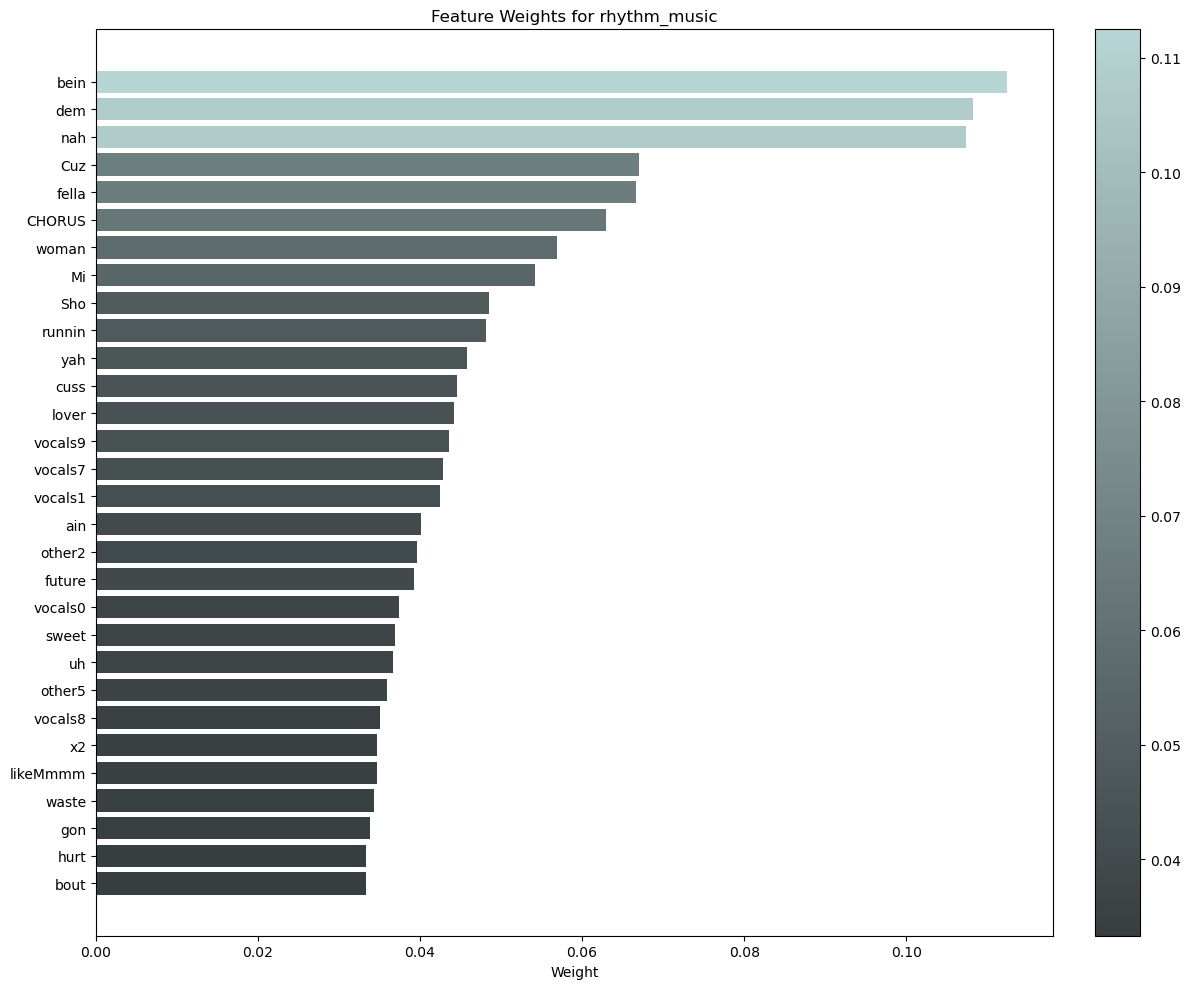 Feature Weights for rhythm_music
bein
dem
nah
Cuz
fella
CHORUS
woman
Mi
Sho
runnin
yah
cuss
lover
vocals9
vocals7
vocals1
ain
other2
future
vocals0
sweet
uh
other5
vocals8
x2
likeMmmm
waste
gon
hurt
bout
0.00 0.02 0.04 0.06 0.08 0.10
Weight
0.11
0.10
0.09
0.08
0.07
0.06
0.05
0.04